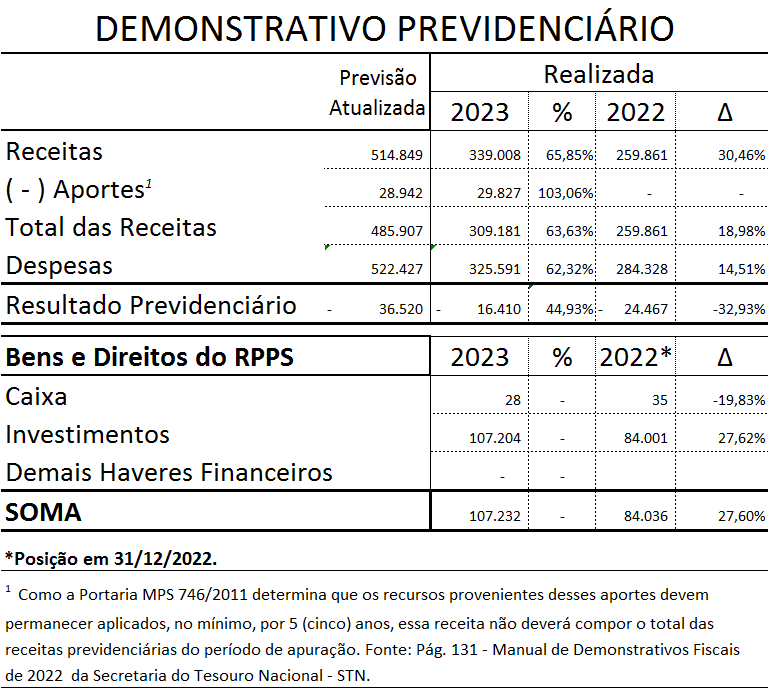 DEMONSTRATIVO PREVIDENCIÁRIO
Previsão Atualizada Realizada
2023 % 2022 Δ
Receitas 514.849 339.008 65,85% 259.861 30,46%
( - ) Aportes¹ 28.942 29.827 103,06% - -
Total das Receitas 485.907 309.181 63,63% 259.861 18,98%
Despesas 522.427 325.591 62,32% 284.328 14,51%
Resultado Previdenciário - 36.520 - 16.410 44,93% - 24.467 -32,93%
Bens e Direitos do RPPS 2023 % 2022* Δ
Caixa 28 - 35 -19,83%
Investimentos 107.204 - 84.001 27,62%
Demais Haveres Financeiros - -
SOMA 107.232 - 84.036 27,60%
*Posição em 31/12/2022.
¹ Como a Portaria MPS 746/2011 determina que os recursos provenientes desses aportes devem
permanecer aplicados, no mínimo, por 5 (cinco) anos, essa receita não deverá compor o total das
receitas previdenciárias do período de apuração. Fonte: Pág. 131 - Manual de Demonstrativos Fiscais
de 2022 da Secretaria do Tesouro Nacional - STN.